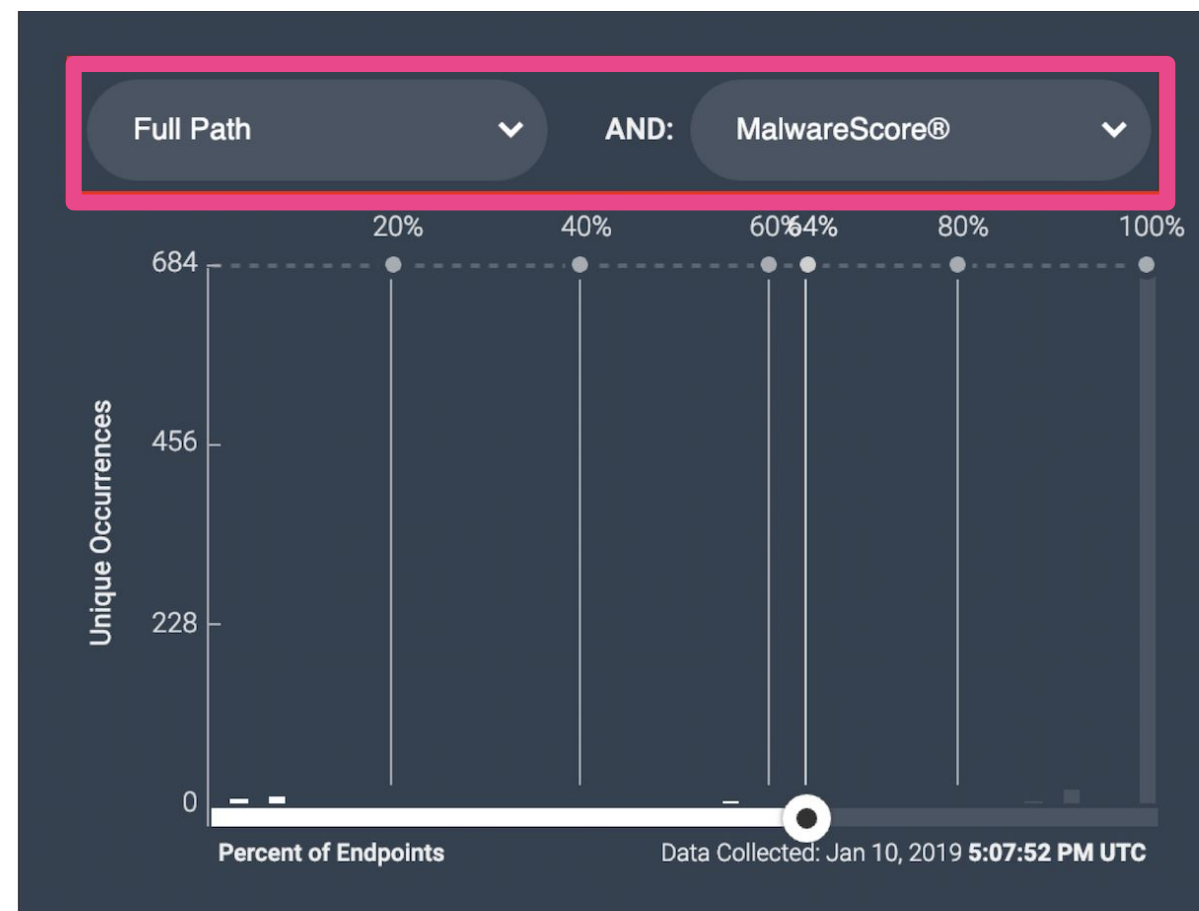 Full Path AND: MalwareScore®
20% 40% 60% 64% 80% 100%
684
456
228
0
Unique Occurrences
Percent of Endpoints Data Collected: Jan 10, 2019 5:07:52 PM UTC